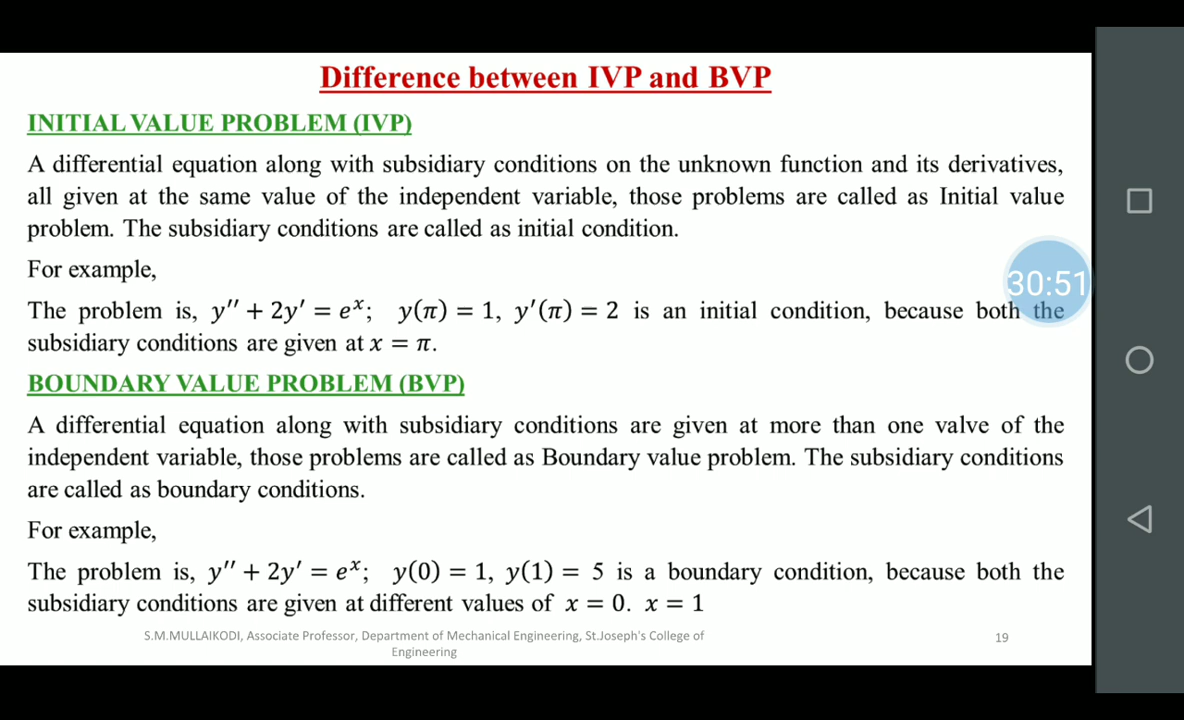 Difference between IVP and BVP
INITIAL VALUE PROBLEM (IVP)
A differential equation along with subsidiary conditions on the unknown function and its derivatives,
all given at the same value of the independent variable, those problems are called as Initial value
problem. The subsidiary conditions are called as initial condition.
For example,
30:51
The problem is, y′′ + 2y′ = eˣ; y(π) = 1, y′(π) = 2 is an initial condition, because both the
subsidiary conditions are given at x = π.
BOUNDARY VALUE PROBLEM (BVP)
A differential equation along with subsidiary conditions are given at more than one valve of the
independent variable, those problems are called as Boundary value problem. The subsidiary conditions
are called as boundary conditions.
For example,
The problem is, y′′ + 2y′ = eˣ; y(0) = 1, y(1) = 5 is a boundary condition, because both the
subsidiary conditions are given at different values of x = 0. x = 1
S.M.MULLAIKODI, Associate Professor, Department of Mechanical Engineering, St.Joseph's College of
Engineering
19